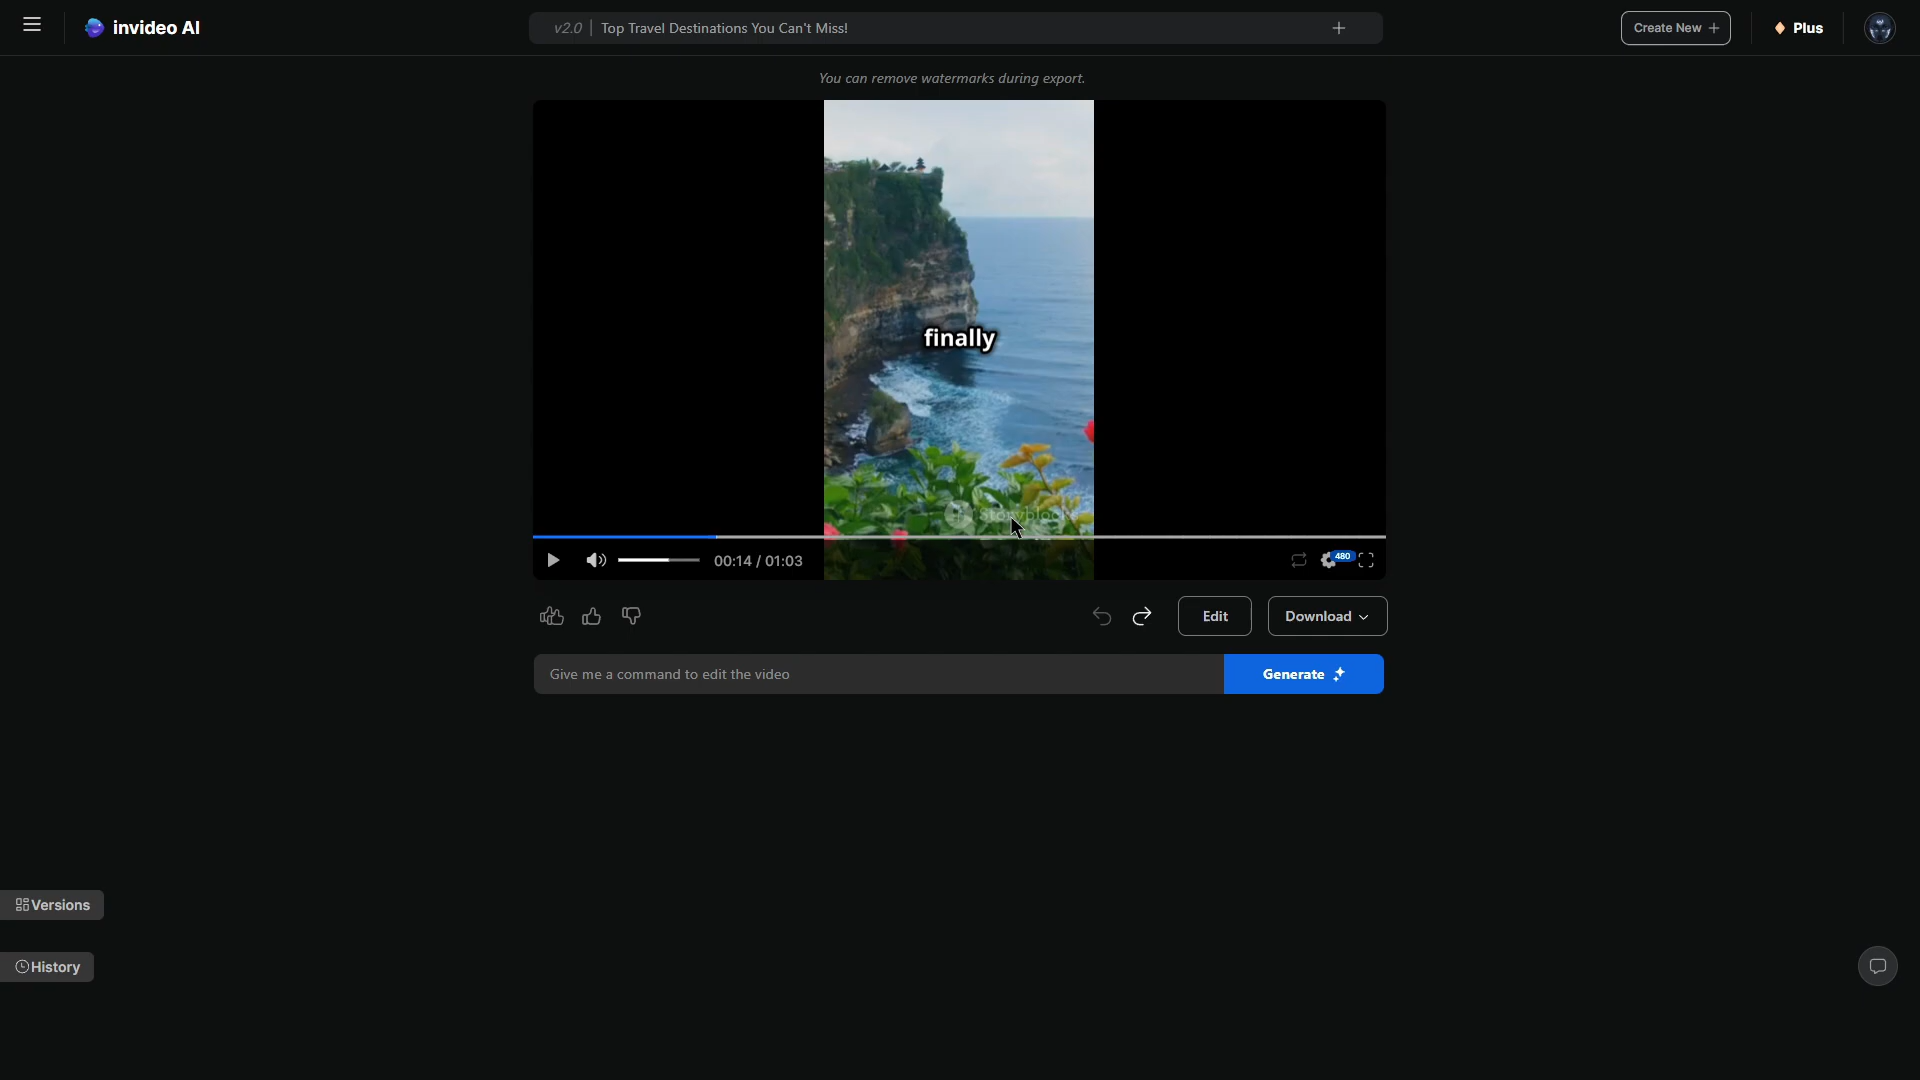 invideo AI
v2.0 | Top Travel Destinations You Can't Miss!
Create New
Plus
You can remove watermarks during export.
finally
Storyblocks
00:14 / 01:03
480
Edit
Download
Give me a command to edit the video
Generate
Versions
History